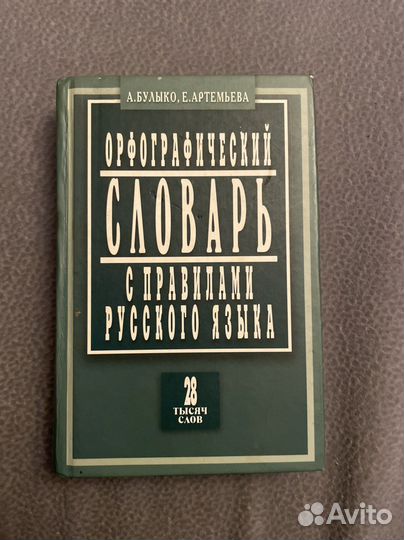 А.БУЛЫКО, Е.АРТЕМЬЕВА
ОРФОГРАФИЧЕСКИЙ
СЛОВАРЬ
С ПРАВИЛАМИ
РУССКОГО ЯЗЫКА
28
ТЫСЯЧ
СЛОВ
Avito